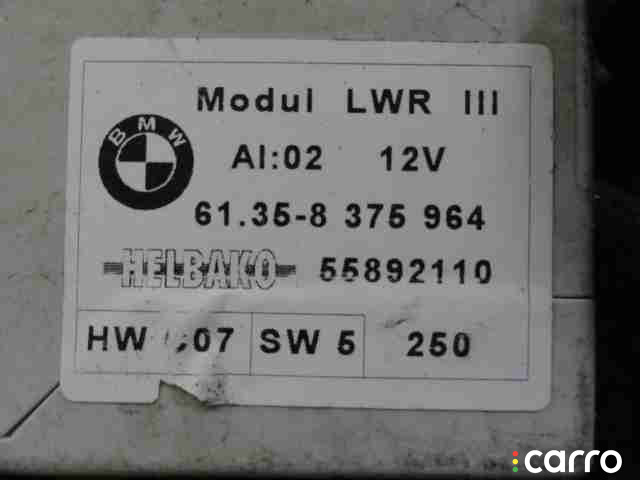 Modul LWR III
BMW
AI:02 12V
61.35-8 375 964
HELBAKO 55892110
HW 07 SW 5 250
carro